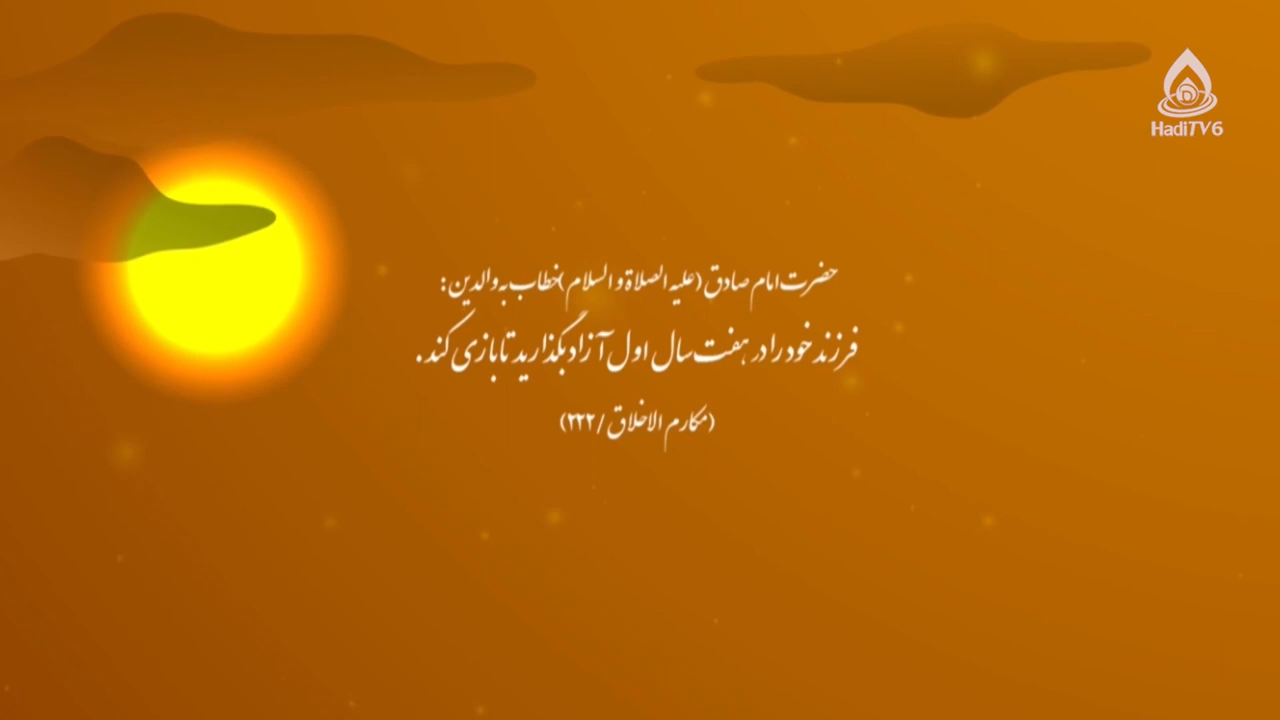 HadiTV6
حضرت امام صادق (علیه الصلاة و السلام) خطاب به والدین :
فرزند خود را در هفت سال اول آزاد بگذارید تا بازی کند .
(مکارم الاخلاق / ۲۲۲)